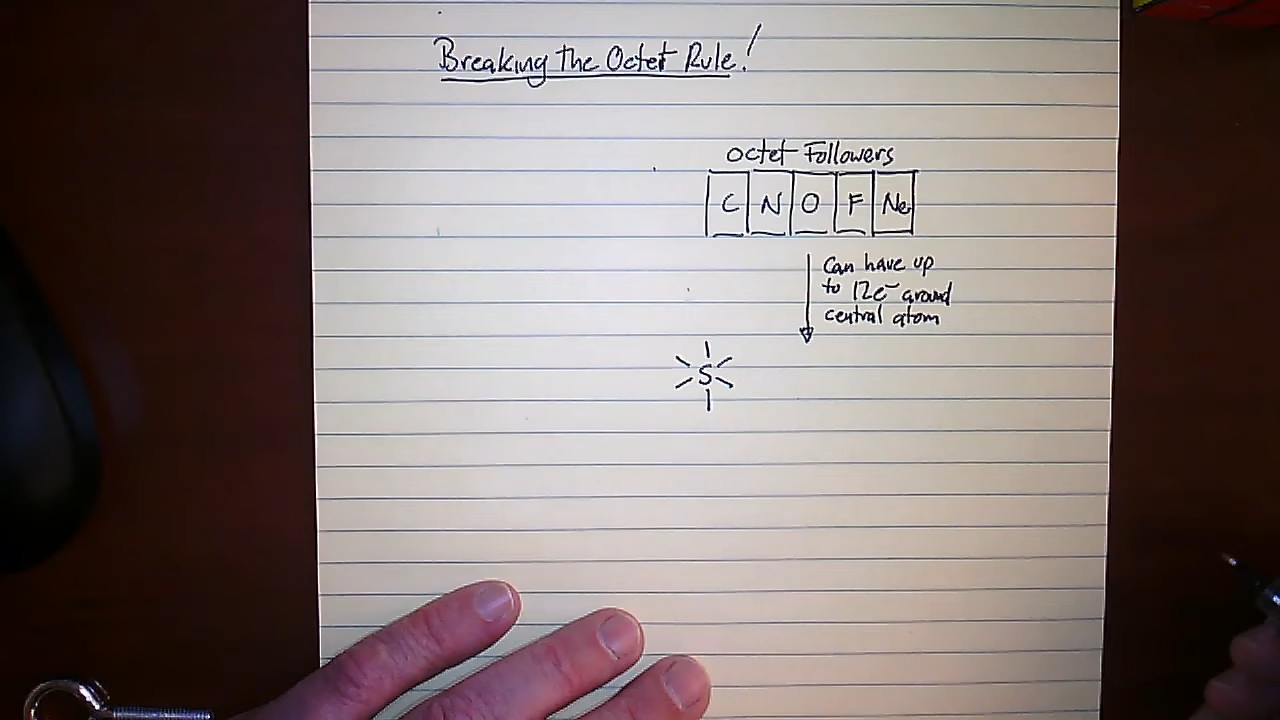 Breaking The Octet Rule!
Octet Followers
C N O F Ne
Can have up
to 12e⁻ around
central atom
S